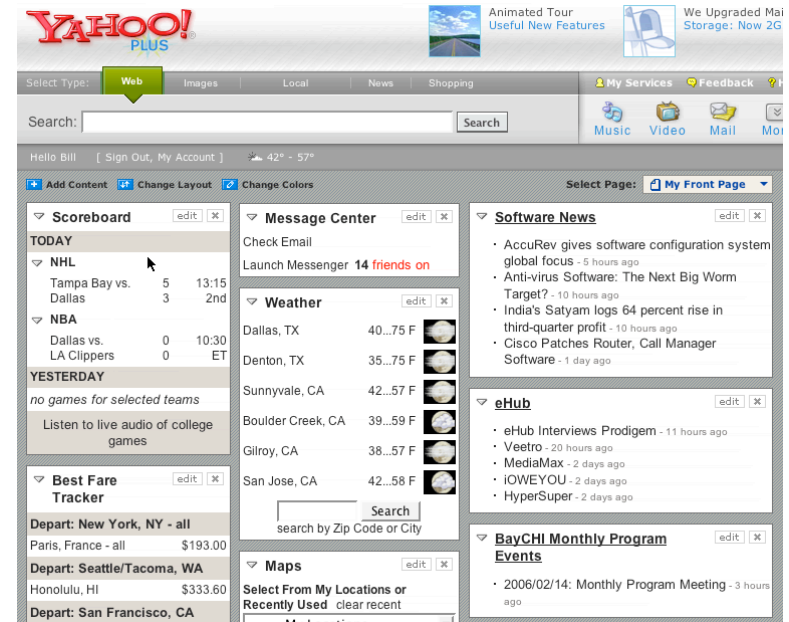 YAHOO!
PLUS
Animated Tour
Useful New Features
We Upgraded Mai
Storage: Now 2G
Select Type:
Web
Images
Local
News
Shopping
My Services
Feedback
Search:
Search
Music
Video
Mail
Mor
Hello Bill [ Sign Out, My Account ] 42° - 57°
Add Content
Change Layout
Change Colors
Select Page:
My Front Page
Scoreboard
edit
TODAY
NHL
Tampa Bay vs. 5 13:15
Dallas 3 2nd
NBA
Dallas vs. 0 10:30
LA Clippers 0 ET
YESTERDAY
no games for selected teams
Listen to live audio of college
games
Best Fare
Tracker
edit
Depart: New York, NY - all
Paris, France - all $193.00
Depart: Seattle/Tacoma, WA
Honolulu, HI $333.60
Depart: San Francisco, CA
Message Center
edit
Check Email
Launch Messenger 14 friends on
Weather
edit
Dallas, TX 40...75 F
Denton, TX 35...75 F
Sunnyvale, CA 42...57 F
Boulder Creek, CA 39...59 F
Gilroy, CA 38...57 F
San Jose, CA 42...58 F
Search
search by Zip Code or City
Maps
edit
Select From My Locations or
Recently Used clear recent
Software News
edit
· AccuRev gives software configuration system
global focus - 5 hours ago
· Anti-virus Software: The Next Big Worm
Target? - 10 hours ago
· India's Satyam logs 64 percent rise in
third-quarter profit - 10 hours ago
· Cisco Patches Router, Call Manager
Software - 1 day ago
eHub
edit
· eHub Interviews Prodigem - 11 hours ago
· Veetro - 20 hours ago
· MediaMax - 2 days ago
· iOWEYOU - 2 days ago
· HyperSuper - 2 days ago
BayCHI Monthly Program
Events
edit
· 2006/02/14: Monthly Program Meeting - 3 hours
ago